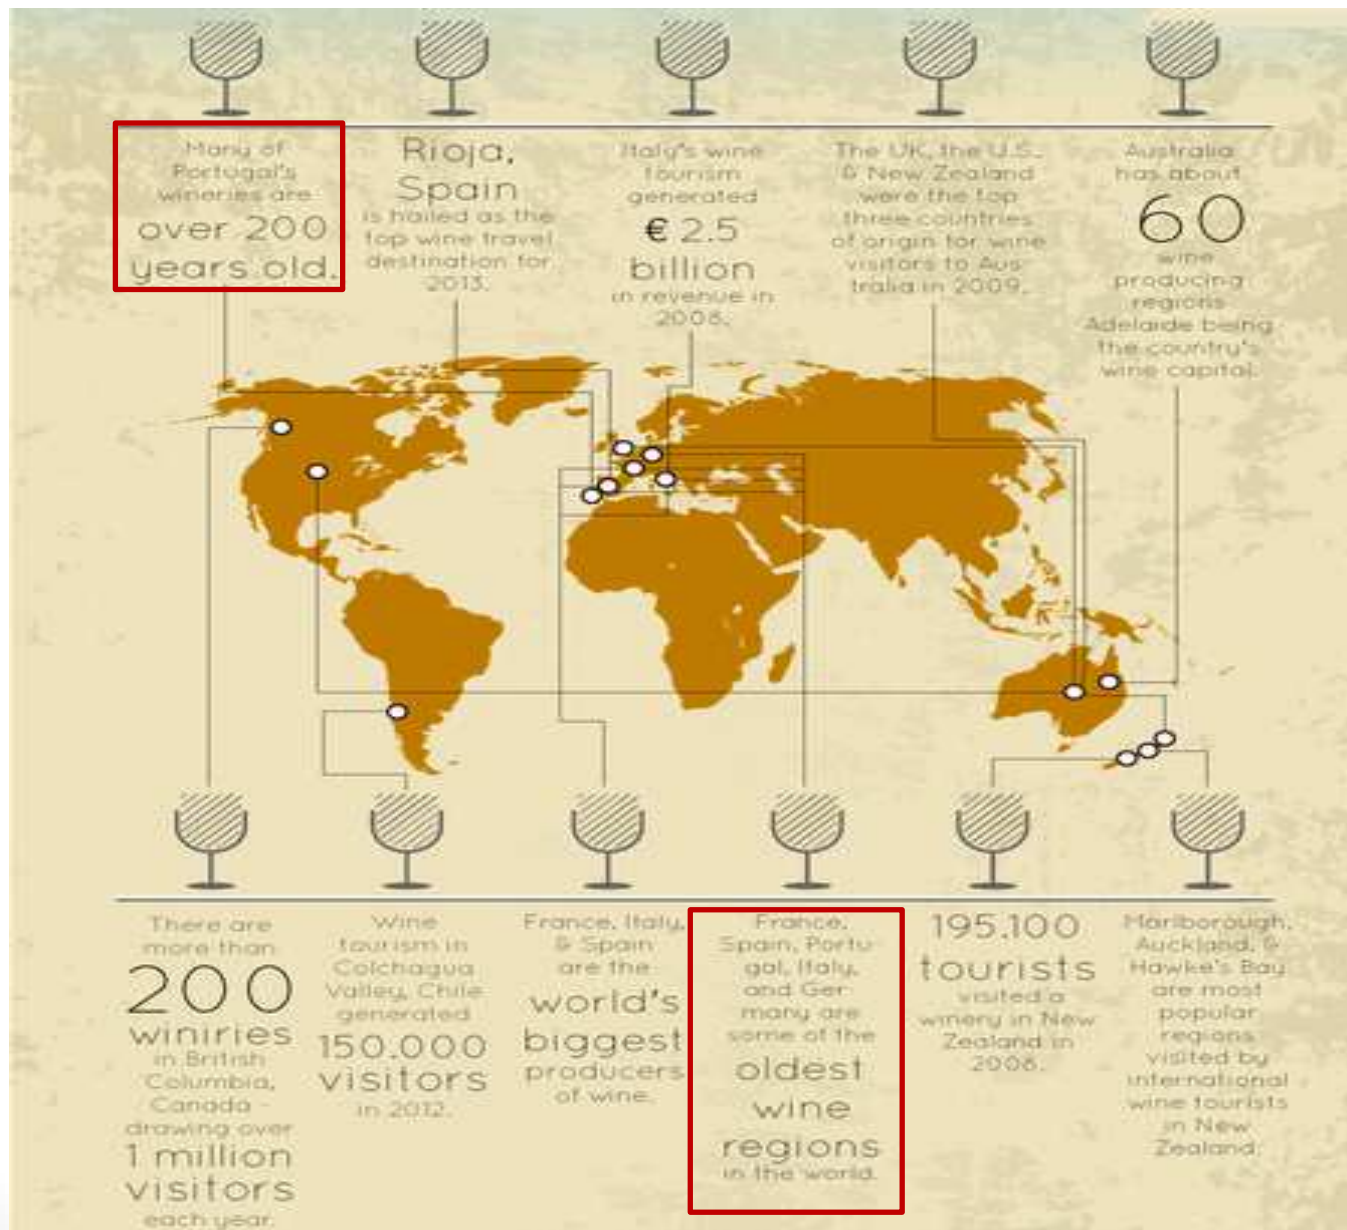 Many of
Portugal's
wineries are
over 200
years old.
Rioja,
Spain
is hailed as the
top wine travel
destination for
2013.
Italy's wine
tourism
generated
€ 2.5
billion
in revenue in
2008.
The UK, the U.S.
& New Zealand
were the top
three countries
of origin for wine
visitors to Aus
tralia in 2009.
Australia
has about
60
wine
producing
regions
Adelaide being
the country's
wine capital.
There are
more than
200
winiries
in British
Columbia,
Canada -
drawing over
1 million
visitors
each year.
Wine
tourism in
Colchagua
Valley, Chile
generated
150.000
visitors
in 2012.
France, Italy,
& Spain
are the
world's
biggest
producers
of wine.
France,
Spain, Portu-
gal, Italy,
and Ger
many are
some of the
oldest
wine
regions
in the world.
195.100
tourists
visited a
winery in New
Zealand in
2008.
Marlborough,
Auckland, &
Hawke's Bay
are most
popular
regions
visited by
international
wine tourists
in New
Zealand.